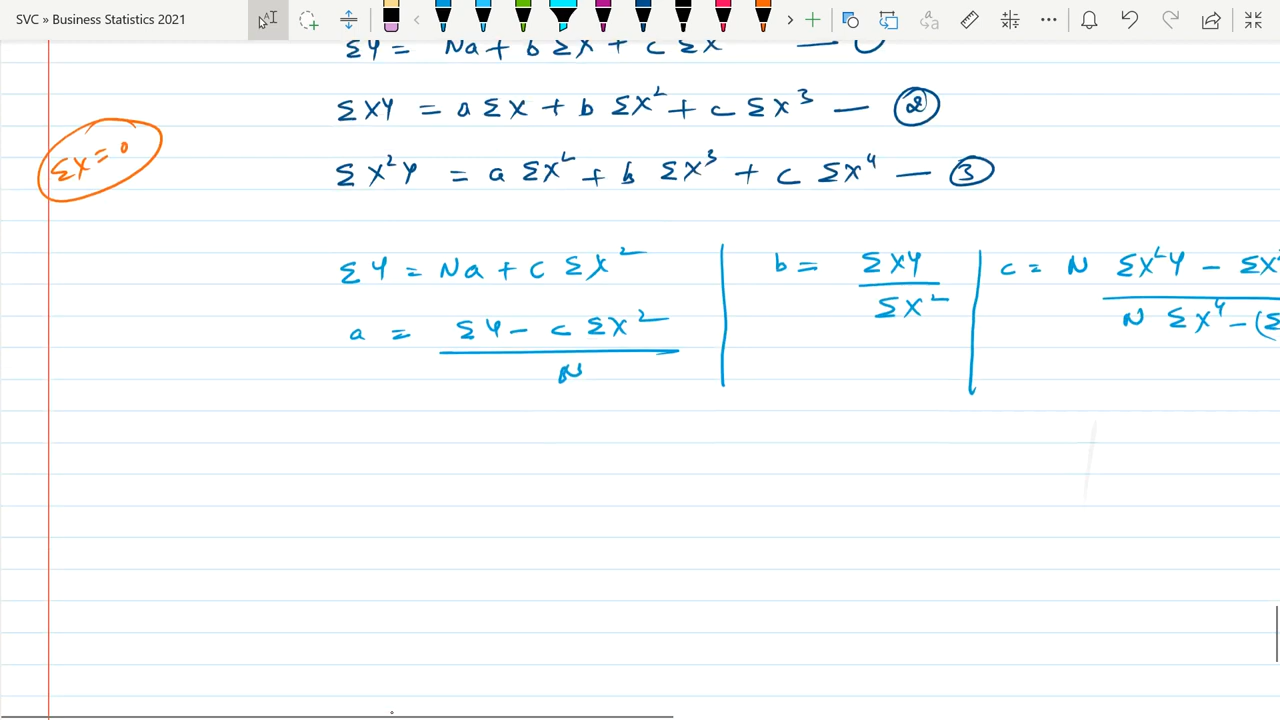 SVC » Business Statistics 2021
ΣY = Na + b ΣX + c ΣX
ΣXY = a ΣX + b ΣX² + c ΣX³ — ②
ΣX = 0
ΣX²Y = a ΣX² + b ΣX³ + c ΣX⁴ — ③
ΣY = Na + c ΣX²
a = ΣY - c ΣX²
N
b = ΣXY
ΣX²
c = N ΣX²Y - ΣX²
N ΣX⁴ - (Σ